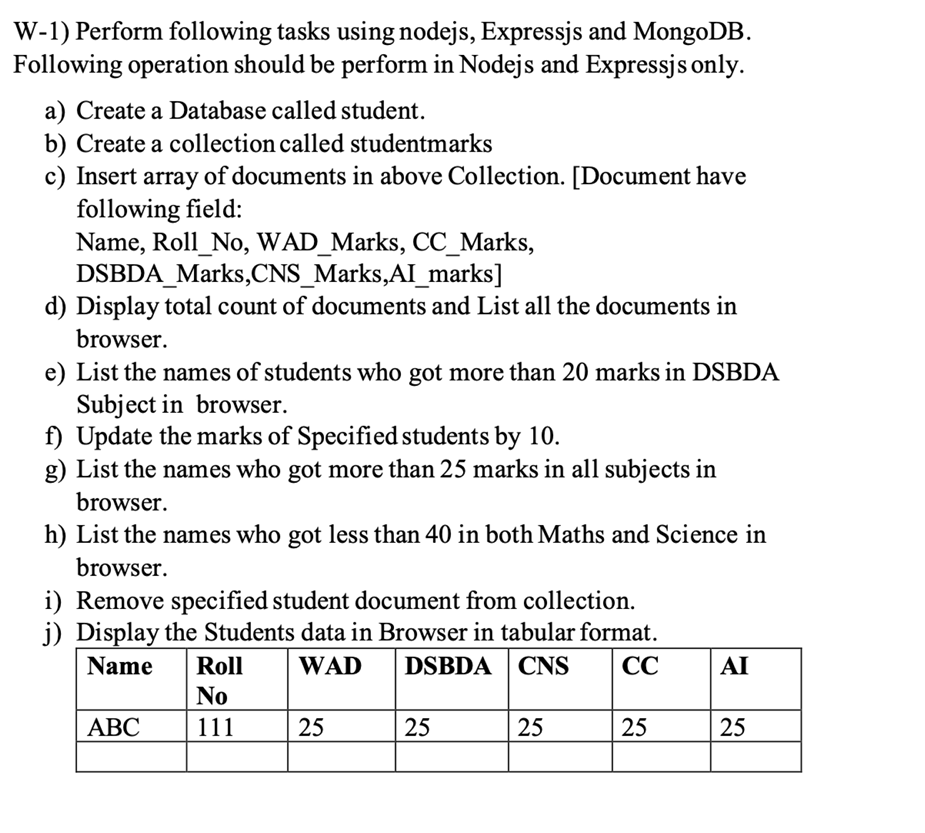 W-1) Perform following tasks using nodejs, Expressjs and MongoDB.
Following operation should be perform in Nodejs and Expressjs only.
a) Create a Database called student.
b) Create a collection called studentmarks
c) Insert array of documents in above Collection. [Document have
following field:
Name, Roll_No, WAD_Marks, CC_Marks,
DSBDA_Marks,CNS_Marks,AI_marks]
d) Display total count of documents and List all the documents in
browser.
e) List the names of students who got more than 20 marks in DSBDA
Subject in browser.
f) Update the marks of Specified students by 10.
g) List the names who got more than 25 marks in all subjects in
browser.
h) List the names who got less than 40 in both Maths and Science in
browser.
i) Remove specified student document from collection.
j) Display the Students data in Browser in tabular format.
Name Roll WAD DSBDA CNS CC AI
No
ABC 111 25 25 25 25 25